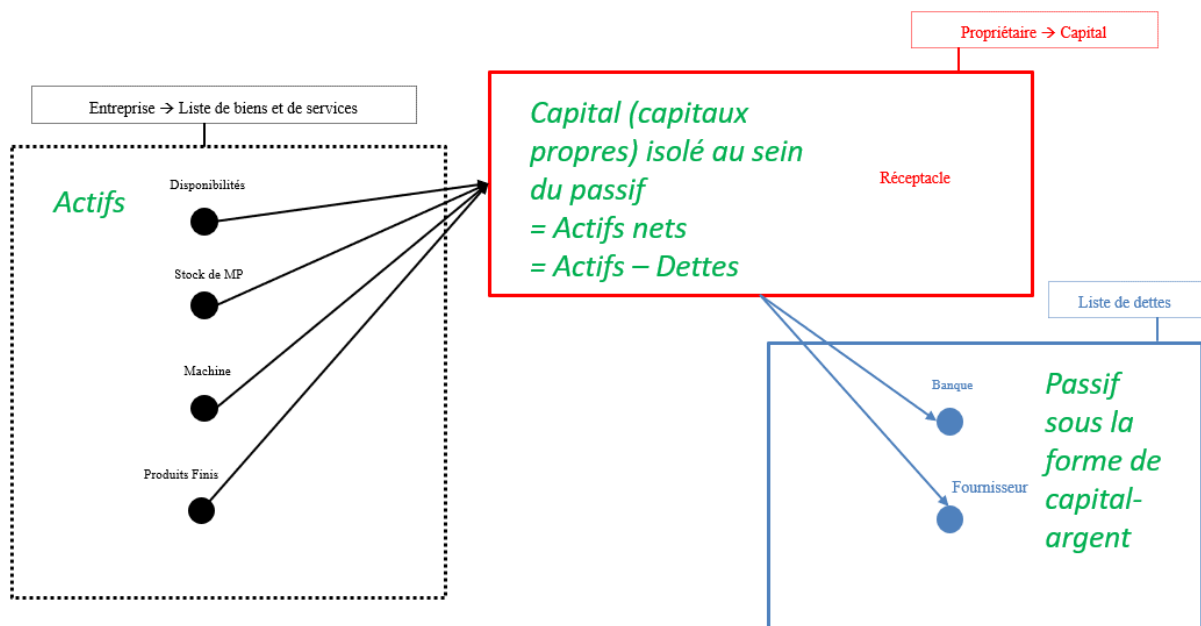 Propriétaire → Capital
Entreprise → Liste de biens et de services
Capital (capitaux
propres) isolé au sein
du passif
= Actifs nets
= Actifs – Dettes
Réceptacle
Actifs
Disponibilités
Stock de MP
Machine
Produits Finis
Liste de dettes
Banque
Fournisseur
Passif
sous la
forme de
capital-
argent